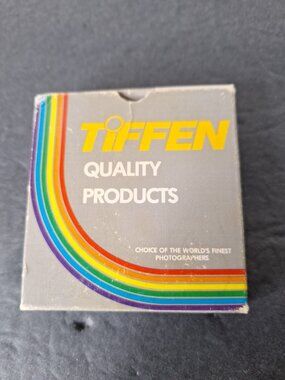 TiFFEN
QUALITY
PRODUCTS
CHOICE OF THE WORLD'S FINEST
PHOTOGRAPHERS